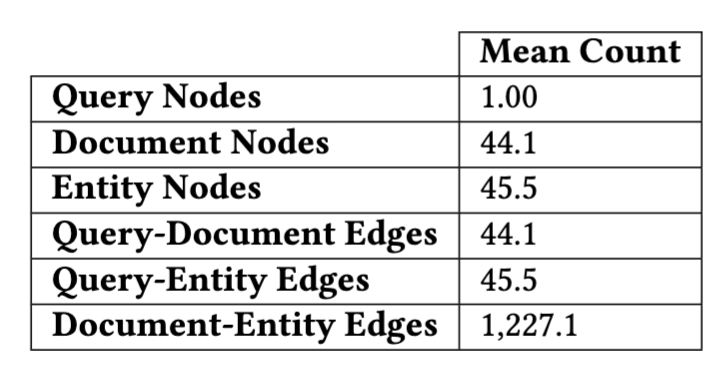 Mean Count
Query Nodes 1.00
Document Nodes 44.1
Entity Nodes 45.5
Query-Document Edges 44.1
Query-Entity Edges 45.5
Document-Entity Edges 1,227.1